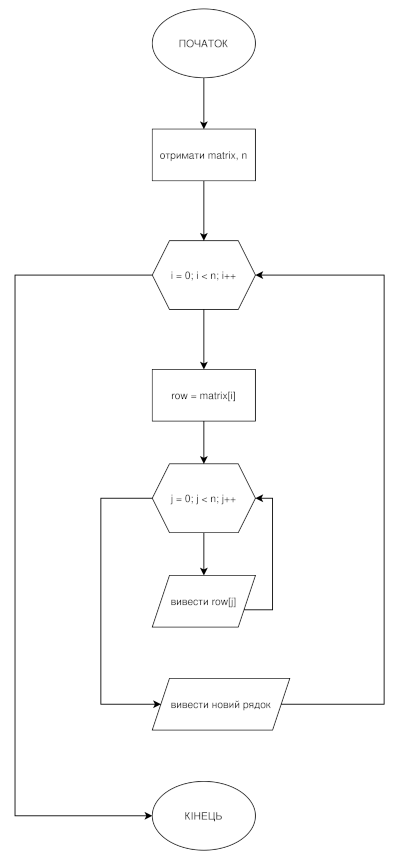 ПОЧАТОК
отримати matrix, n
i = 0; i < n; i++
row = matrix[i]
j = 0; j < n; j++
вивести row[j]
вивести новий рядок
КІНЕЦЬ